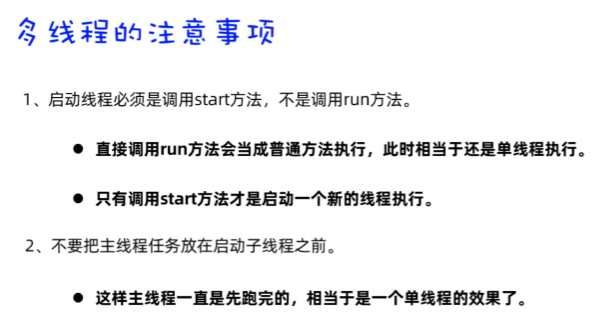 多线程的注意事项
1、启动线程必须是调用start方法，不是调用run方法。
● 直接调用run方法会当成普通方法执行，此时相当于还是单线程执行。
● 只有调用start方法才是启动一个新的线程执行。
2、不要把主线程任务放在启动子线程之前。
● 这样主线程一直是先跑完的，相当于是一个单线程的效果了。